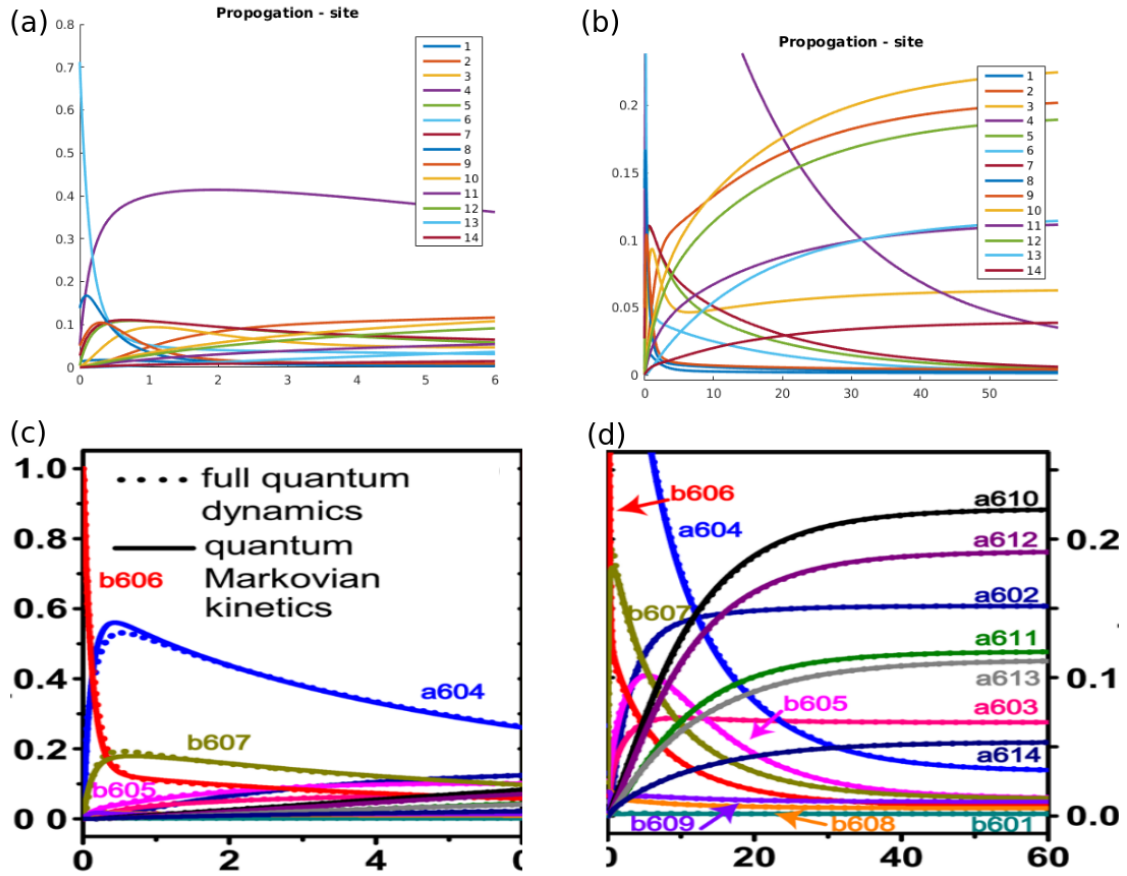 (a)
Propogation - site
0.8
0.7
0.6
0.5
0.4
0.3
0.2
0.1
0
0
1
2
3
4
5
6
1
2
3
4
5
6
7
8
9
10
11
12
13
14
(b)
Propogation - site
0.2
0.15
0.1
0.05
0
0
10
20
30
40
50
1
2
3
4
5
6
7
8
9
10
11
12
13
14
(c)
1.0
0.8
0.6
0.4
0.2
0 0
0
2
4
full quantum
dynamics
quantum
Markovian
kinetics
b606
a604
b607
b605
(d)
b606
a604
a610
a612
b607
a602
a611
a613
b605
a603
a614
b609
b608
b601
0.2
0.1
0.0
20
40
60